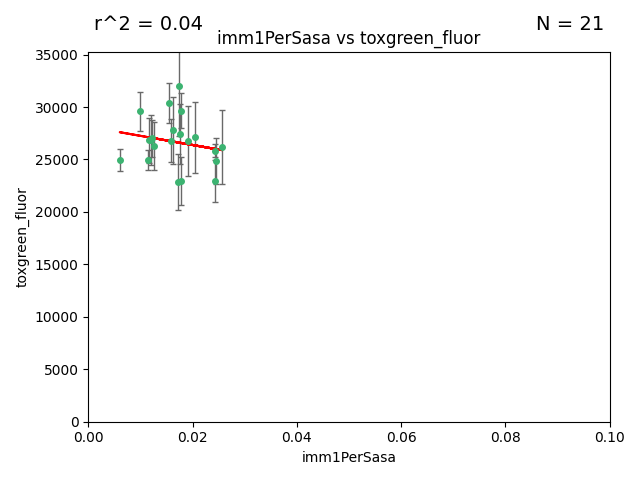 r^2 = 0.04
N = 21
imm1PerSasa vs toxgreen_fluor
35000
30000
25000
20000
15000
10000
5000
0
toxgreen_fluor
0.00
0.02
0.04
0.06
0.08
0.10
imm1PerSasa